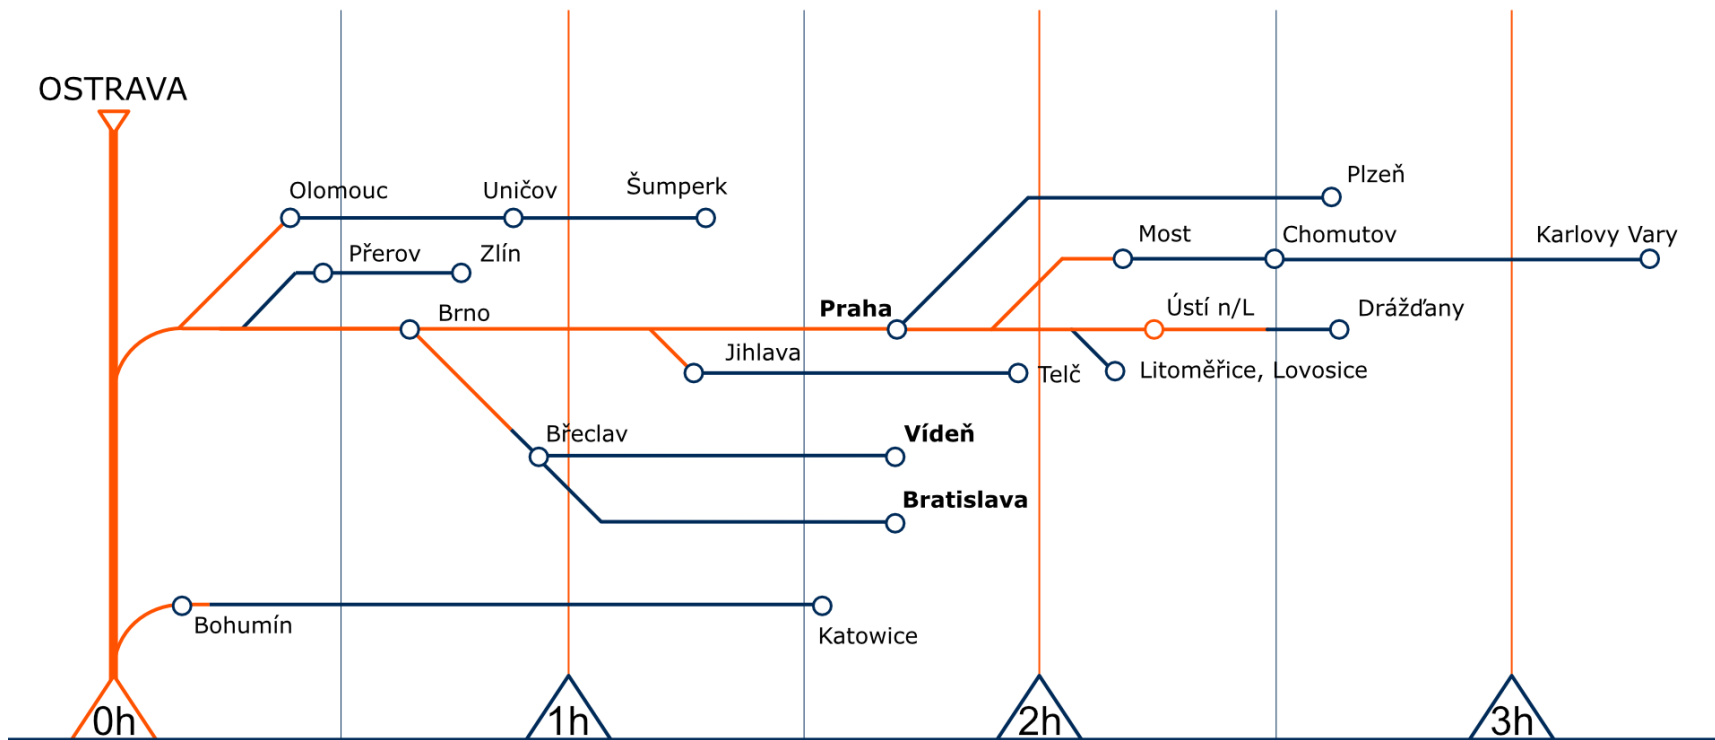 OSTRAVA
Olomouc
Uničov
Šumperk
Plzeň
Přerov
Zlín
Most
Chomutov
Karlovy Vary
Brno
Praha
Ústí n/L
Drážďany
Jihlava
Telč
Litoměřice, Lovosice
Břeclav
Vídeň
Bratislava
Bohumín
Katowice
0h
1h
2h
3h